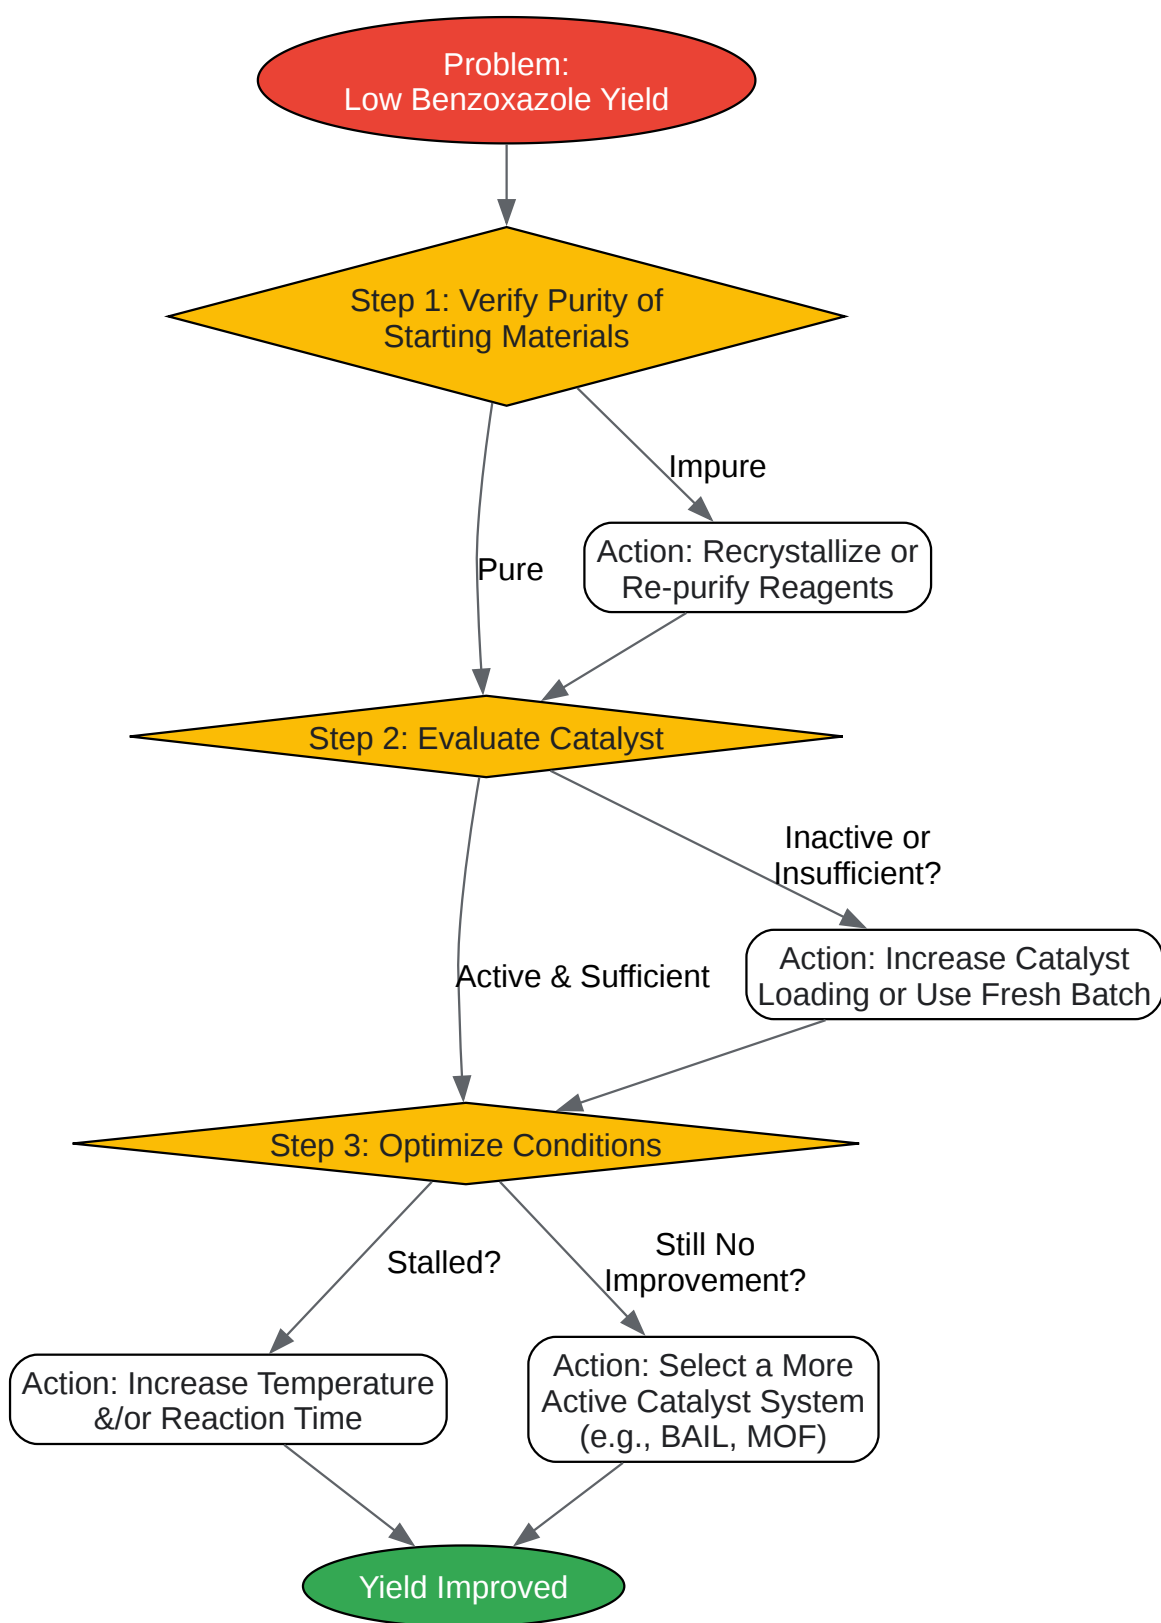 Problem:
Low Benzoxazole Yield
Step 1: Verify Purity of
Starting Materials
Impure
Action: Recrystallize or
Re-purify Reagents
Pure
Step 2: Evaluate Catalyst
Inactive or
Insufficient?
Action: Increase Catalyst
Loading or Use Fresh Batch
Active & Sufficient
Step 3: Optimize Conditions
Stalled?
Still No
Improvement?
Action: Increase Temperature
&/or Reaction Time
Action: Select a More
Active Catalyst System
(e.g., BAIL, MOF)
Yield Improved